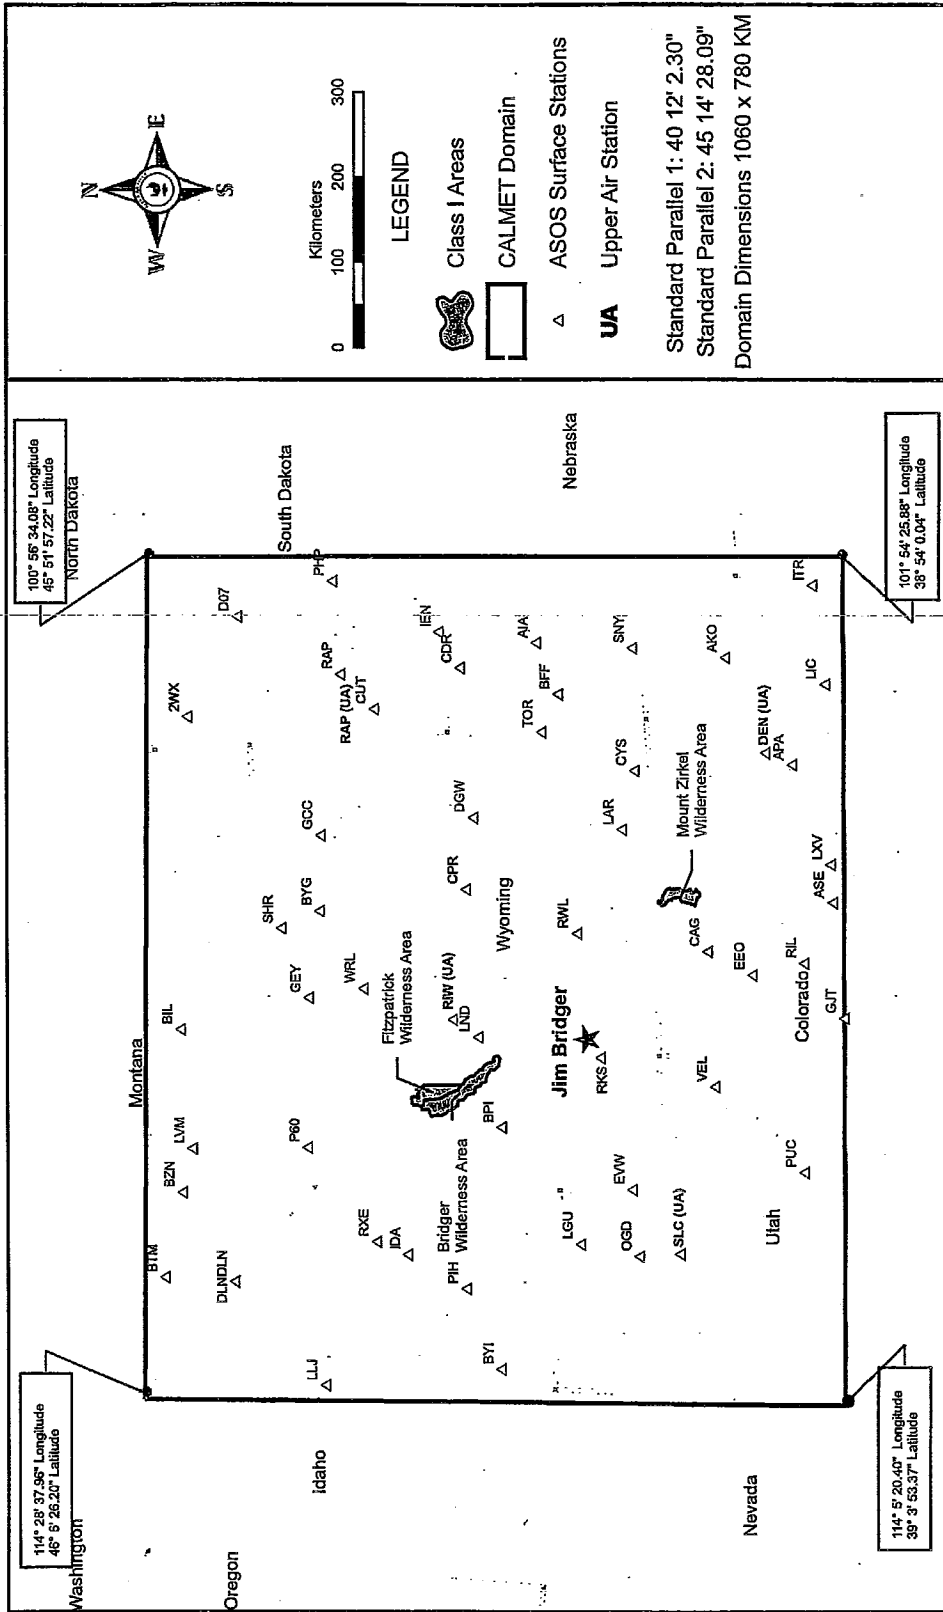 114° 28' 37.96" Longitude
46° 5' 26.20" Latitude
100° 56' 34.08" Longitude
45° 51' 57.22" Latitude
Washington
Montana
North Dakota
BTM
BZN
LVM
BIL
2WX
DLNDLN
D07
Oregon
SHR
South Dakota
P60
GEY
BYG
GCC
LLJ
Idaho
RAP
PHP
RAP (UA)
CUT
RXE
IDA
WRL
Fitzpatrick
Wilderness Area
IEN
RIW (UA)
LND
CPR
DGW
CDR
Bridger
Wilderness Area
PIH
BYI
BPI
Wyoming
TOR
BFF
AIA
Nebraska
LGU
Jim Bridger
RKS
RWL
LAR
CYS
SNY
OGD
EVW
SLC (UA)
Mount Zirkel
Wilderness Area
VEL
CAG
EEO
AKO
Nevada
Utah
PUC
Colorado
RIL
GJT
ASE
LXV
DEN (UA)
APA
LIC
ITR
114° 5' 20.40" Longitude
39° 3' 53.37" Latitude
101° 54' 25.88" Longitude
38° 54' 0.04" Latitude
N
W
E
S
Kilometers
0 100 200 300
LEGEND
Class I Areas
CALMET Domain
ASOS Surface Stations
UA Upper Air Station
Standard Parallel 1: 40 12' 2.30"
Standard Parallel 2: 45 14' 28.09"
Domain Dimensions 1060 x 780 KM